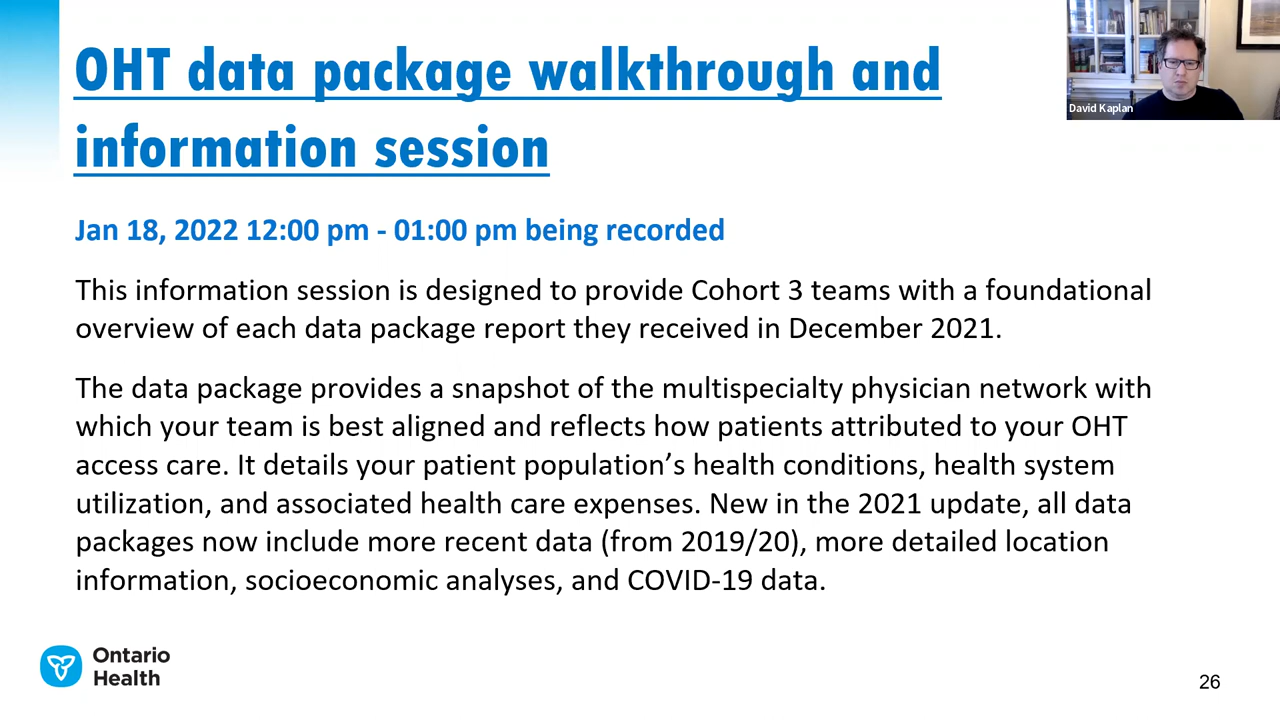 OHT data package walkthrough and
information session
David Kaplan
Jan 18, 2022 12:00 pm - 01:00 pm being recorded
This information session is designed to provide Cohort 3 teams with a foundational
overview of each data package report they received in December 2021.
The data package provides a snapshot of the multispecialty physician network with
which your team is best aligned and reflects how patients attributed to your OHT
access care. It details your patient population’s health conditions, health system
utilization, and associated health care expenses. New in the 2021 update, all data
packages now include more recent data (from 2019/20), more detailed location
information, socioeconomic analyses, and COVID-19 data.
Ontario
Health
26